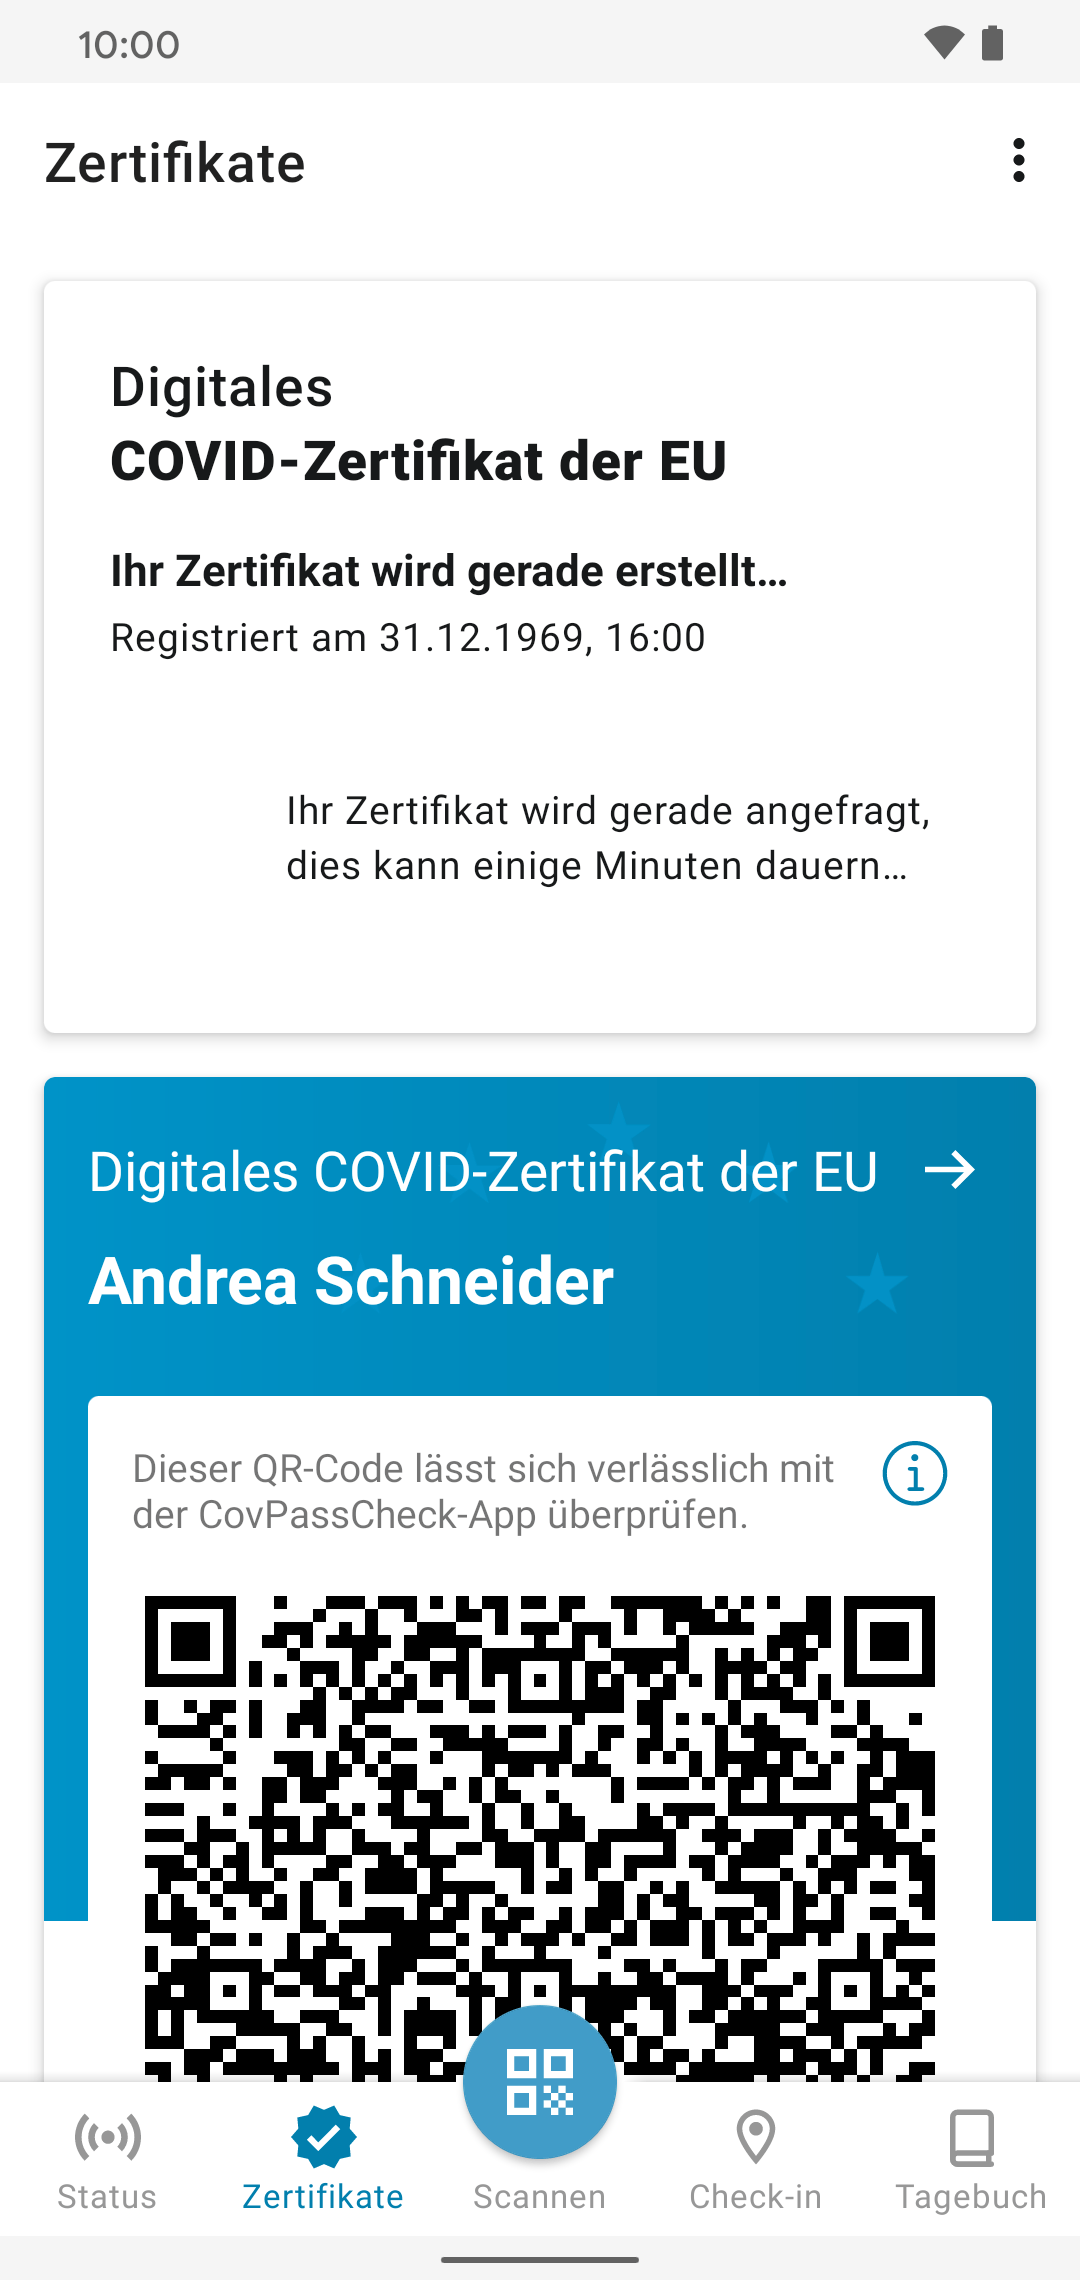 10:00
Zertifikate
Digitales
COVID-Zertifikat der EU
Ihr Zertifikat wird gerade erstellt…
Registriert am 31.12.1969, 16:00
Ihr Zertifikat wird gerade angefragt,
dies kann einige Minuten dauern…
Digitales COVID-Zertifikat der EU
Andrea Schneider
Dieser QR-Code lässt sich verlässlich mit
der CovPassCheck-App überprüfen.
Status
Zertifikate
Scannen
Check-in
Tagebuch